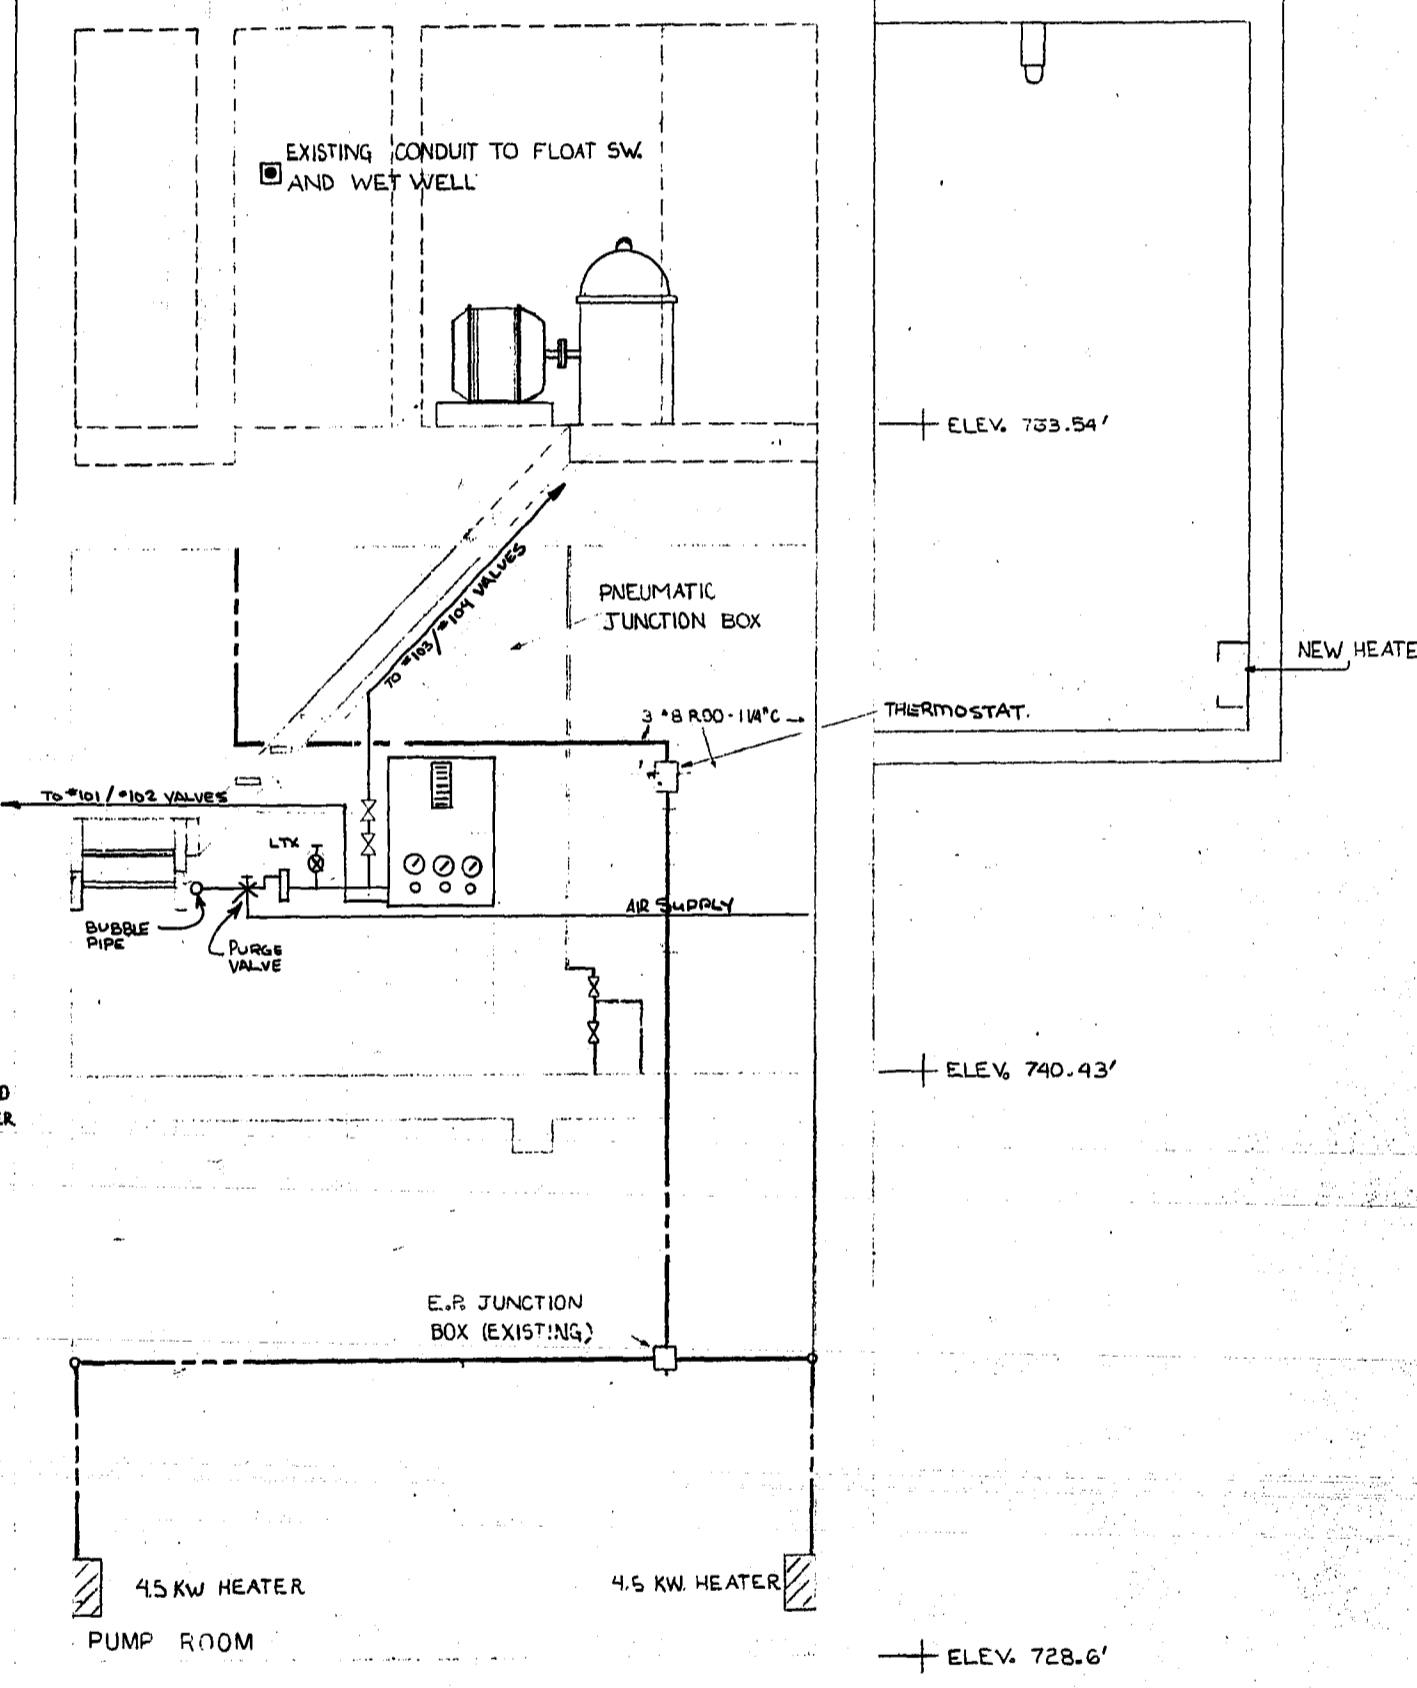 EXISTING CONDUIT TO FLOAT SW.
AND WET WELL
ELEV. 733.54'
TO #103/#104 VALVES
PNEUMATIC
JUNCTION BOX
NEW HEATE
THERMOSTAT.
3 #8 R90-1 1/4"C
TO #101/#102 VALVES
LTX
AIR SUPPLY
BUBBLE
PIPE
PURGE
VALVE
ELEV. 740.43'
D
ER
E.P. JUNCTION
BOX (EXISTING)
4.5 KW HEATER
4.5 KW. HEATER
PUMP ROOM
ELEV. 728.6'